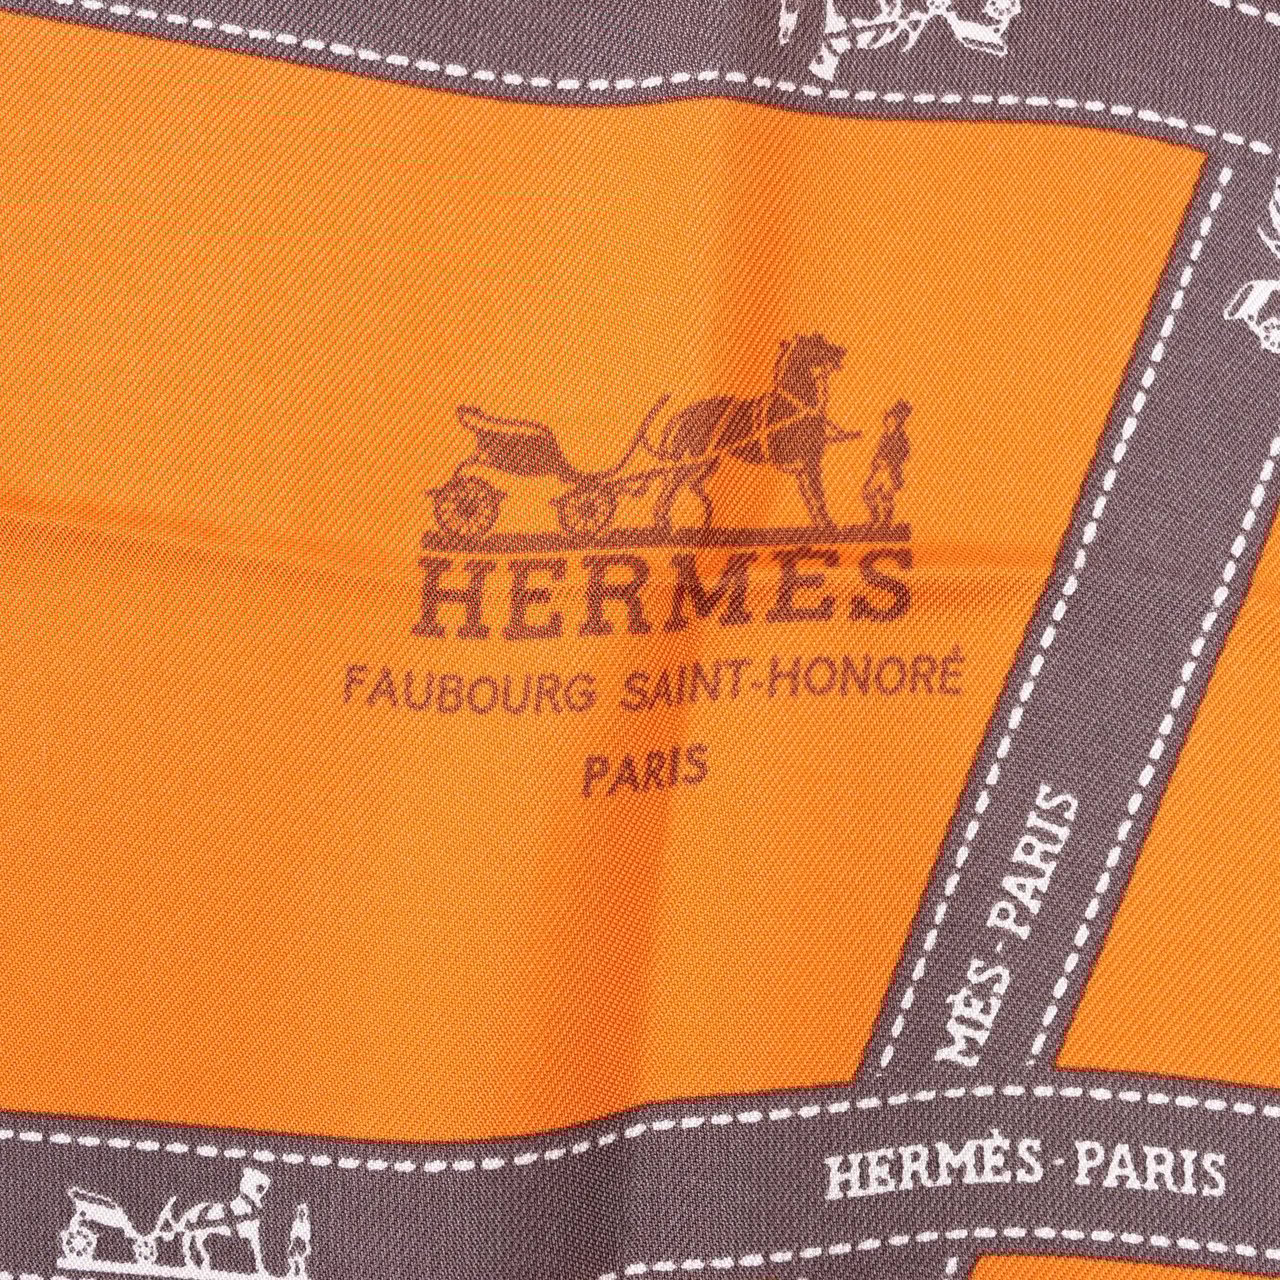 HERMES
FAUBOURG SAINT-HONORÉ
PARIS
MÈS-PARIS
HERMÈS-PARIS